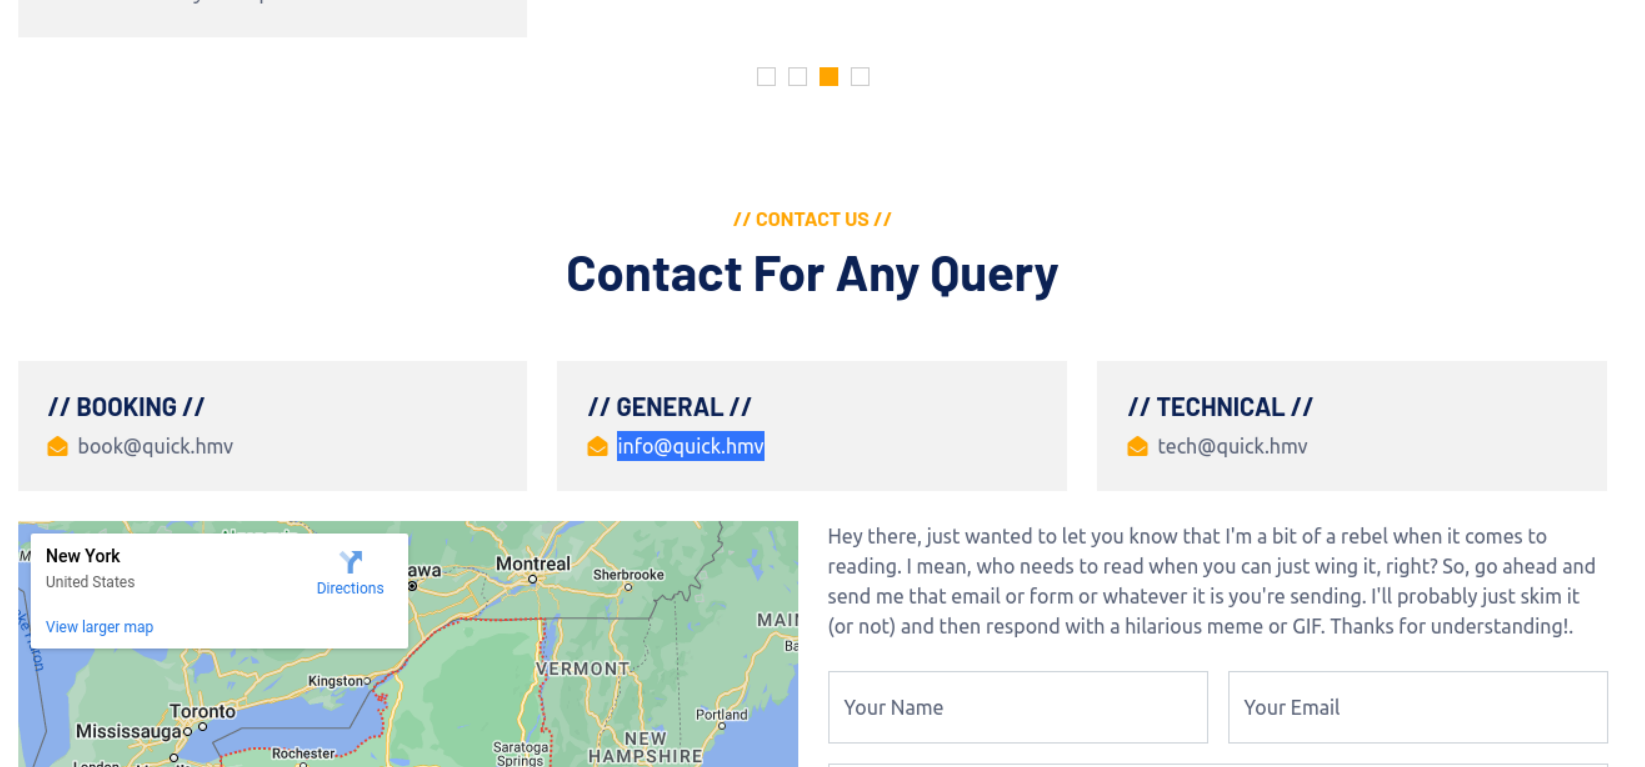 // CONTACT US //
Contact For Any Query
// BOOKING //
book@quick.hmv
// GENERAL //
info@quick.hmv
// TECHNICAL //
tech@quick.hmv
New York
United States
Directions
View larger map
Montreal
Sherbrooke
VERMONT
Kingston
Toronto
Mississauga
Portland
Rochester
Saratoga
Springs
NEW
HAMPSHIRE
Hey there, just wanted to let you know that I'm a bit of a rebel when it comes to
reading. I mean, who needs to read when you can just wing it, right? So, go ahead and
send me that email or form or whatever it is you're sending. I'll probably just skim it
(or not) and then respond with a hilarious meme or GIF. Thanks for understanding!.
Your Name
Your Email